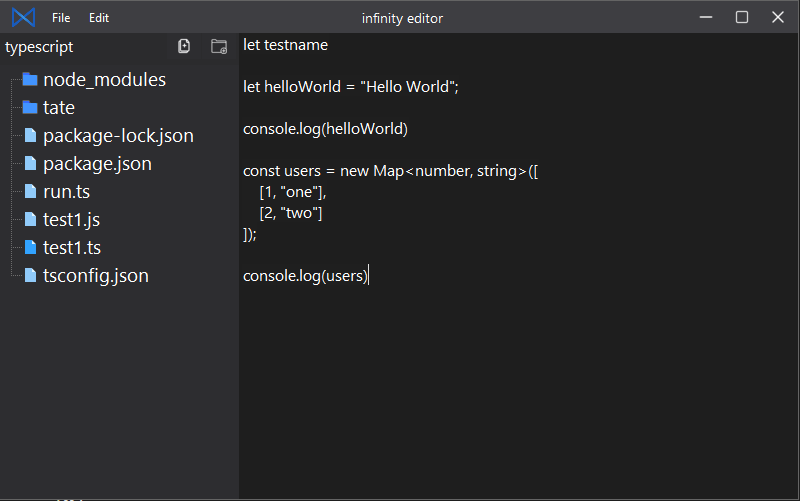 File Edit infinity editor
typescript
node_modules
tate
package-lock.json
package.json
run.ts
test1.js
test1.ts
tsconfig.json
let testname
let helloWorld = "Hello World";
console.log(helloWorld)
const users = new Map<number, string>([
[1, "one"],
[2, "two"]
]);
console.log(users)